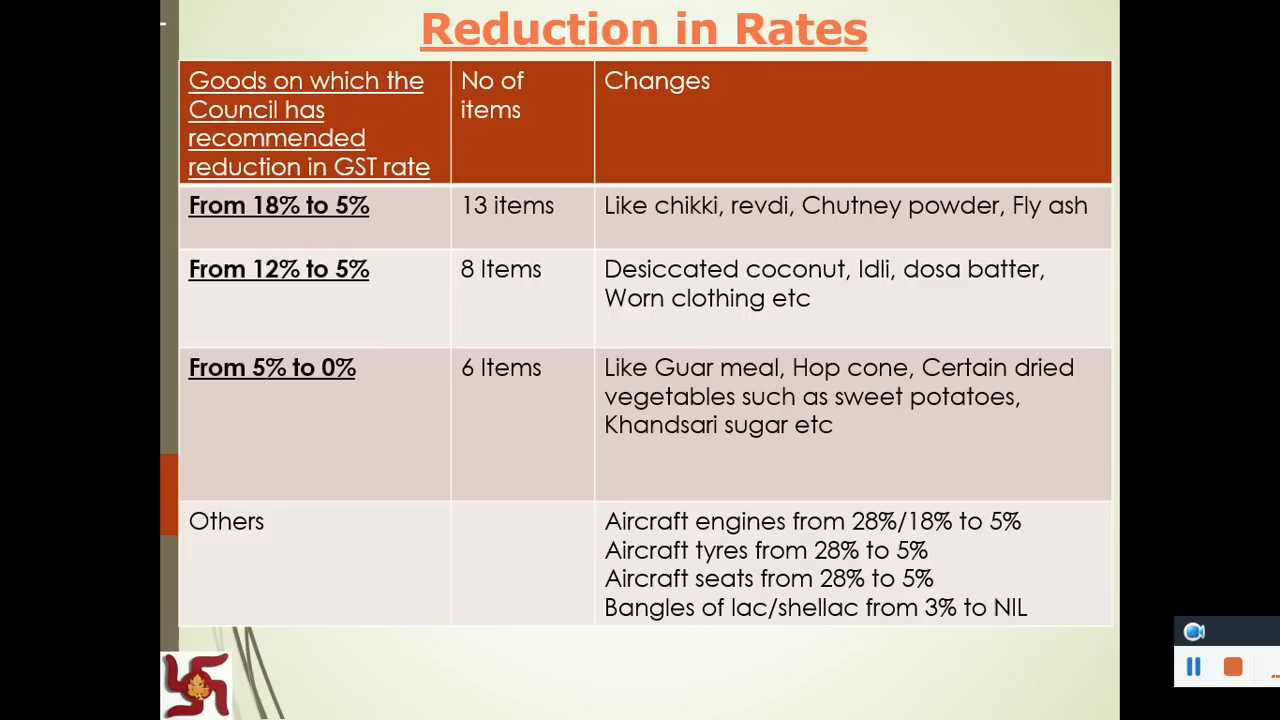 Reduction in Rates
Goods on which the
Council has
recommended
reduction in GST rate
No of
items
Changes
From 18% to 5%
13 items
Like chikki, revdi, Chutney powder, Fly ash
From 12% to 5%
8 Items
Desiccated coconut, Idli, dosa batter,
Worn clothing etc
From 5% to 0%
6 Items
Like Guar meal, Hop cone, Certain dried
vegetables such as sweet potatoes,
Khandsari sugar etc
Others
Aircraft engines from 28%/18% to 5%
Aircraft tyres from 28% to 5%
Aircraft seats from 28% to 5%
Bangles of lac/shellac from 3% to NIL